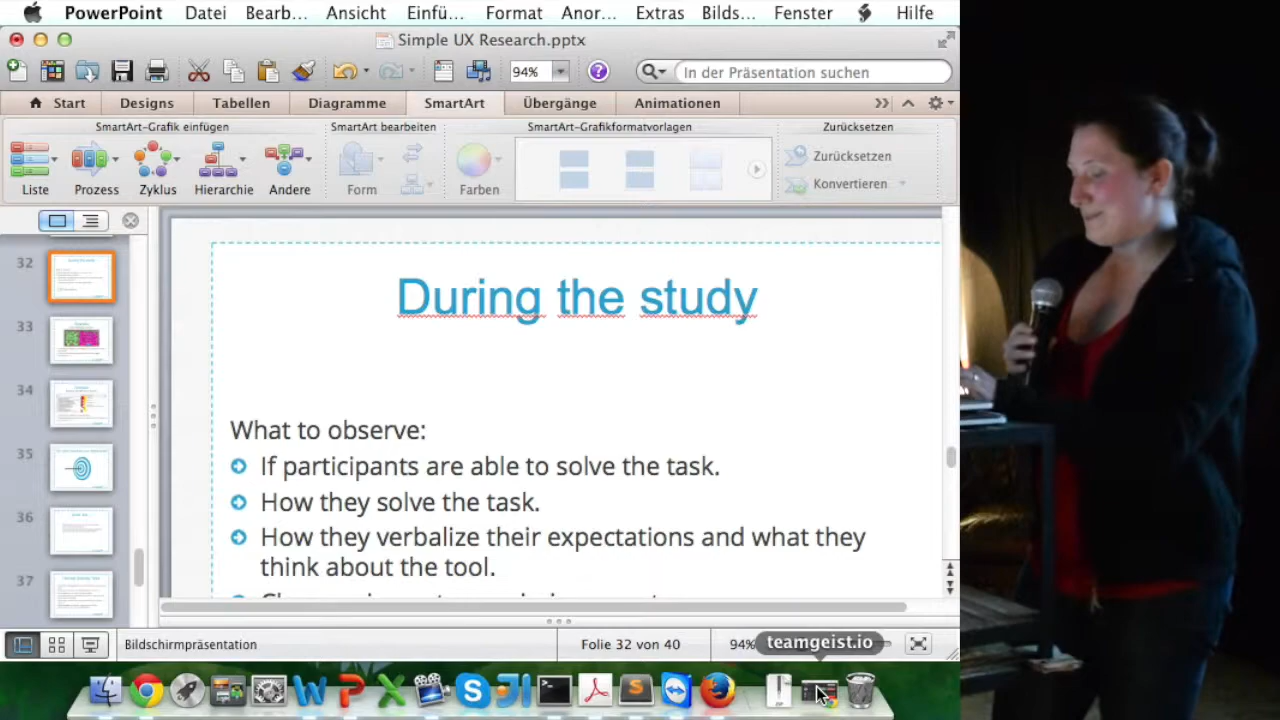 PowerPoint Datei Bearb... Ansicht Einfü... Format Anor... Extras Bilds... Fenster Hilfe
Simple UX Research.pptx
94% In der Präsentation suchen
Start Designs Tabellen Diagramme SmartArt Übergänge Animationen
SmartArt-Grafik einfügen SmartArt bearbeiten SmartArt-Grafikformatvorlagen Zurücksetzen
Zurücksetzen
Konvertieren
Liste Prozess Zyklus Hierarchie Andere Form Farben
32
33
34
35
36
37
During the study
What to observe:
If participants are able to solve the task.
How they solve the task.
How they verbalize their expectations and what they
think about the tool.
Bildschirmpräsentation Folie 32 von 40 94%
teamgeist.io